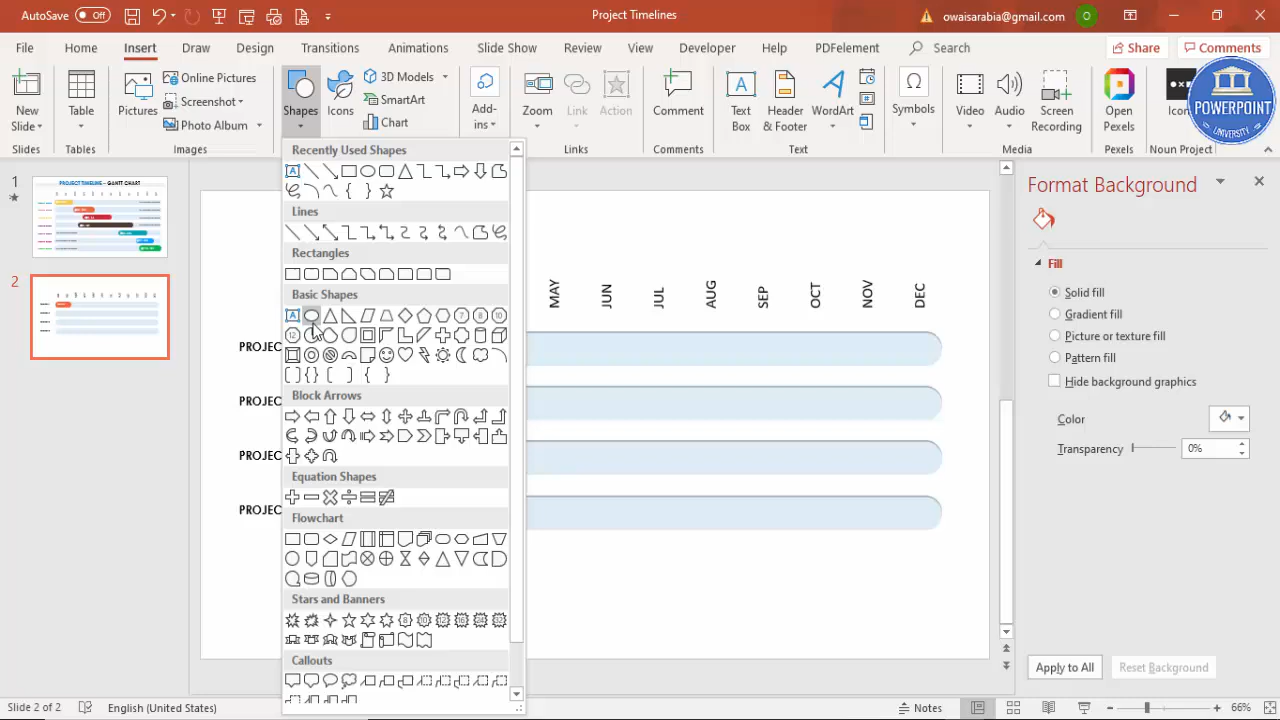 AutoSave Off Project Timelines owaisarabia@gmail.com O
File Home Insert Draw Design Transitions Animations Slide Show Review View Developer Help PDFelement Search Share Comments
New Slide Table Pictures Online Pictures Screenshot Photo Album Shapes Icons 3D Models SmartArt Chart Add-ins Zoom Link Action Comment Text Box Header & Footer WordArt Symbols Video Audio Screen Recording Open Pexels Icon
POWERPOINT
UNIVERSITY
Slides Tables Images Links Comments Text Media Pexels Noun Project
Recently Used Shapes
Lines
Rectangles
Basic Shapes
Block Arrows
Equation Shapes
Flowchart
Stars and Banners
Callouts
1
PROJECT TIMELINE – GANTT CHART
2
MAY JUN JUL AUG SEP OCT NOV DEC
PROJEC
PROJEC
PROJEC
PROJEC
Format Background
Fill
Solid fill
Gradient fill
Picture or texture fill
Pattern fill
Hide background graphics
Color
Transparency 0%
Apply to All Reset Background
Slide 2 of 2 English (United States) Notes 66%